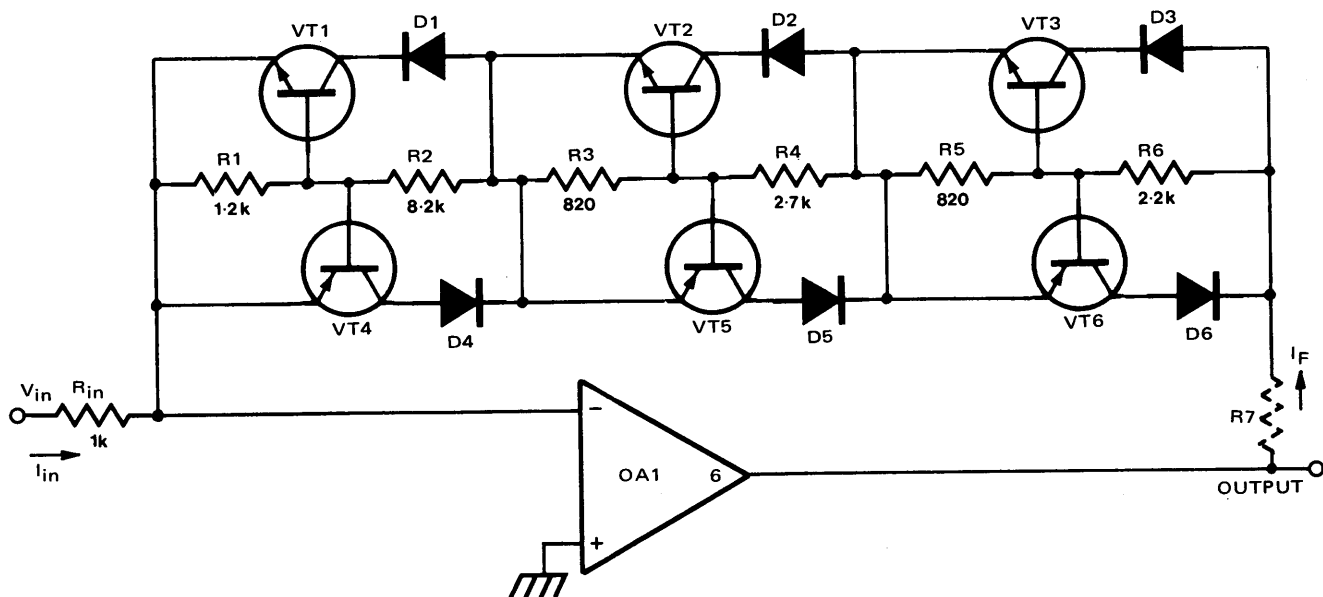 VT1
D1
VT2
D2
VT3
D3
R1
1·2k
R2
8·2k
R3
820
R4
2·7k
R5
820
R6
2·2k
VT4
D4
VT5
D5
VT6
D6
Vin
Rin
1k
Iin
−
OA1
6
+
IF
R7
OUTPUT